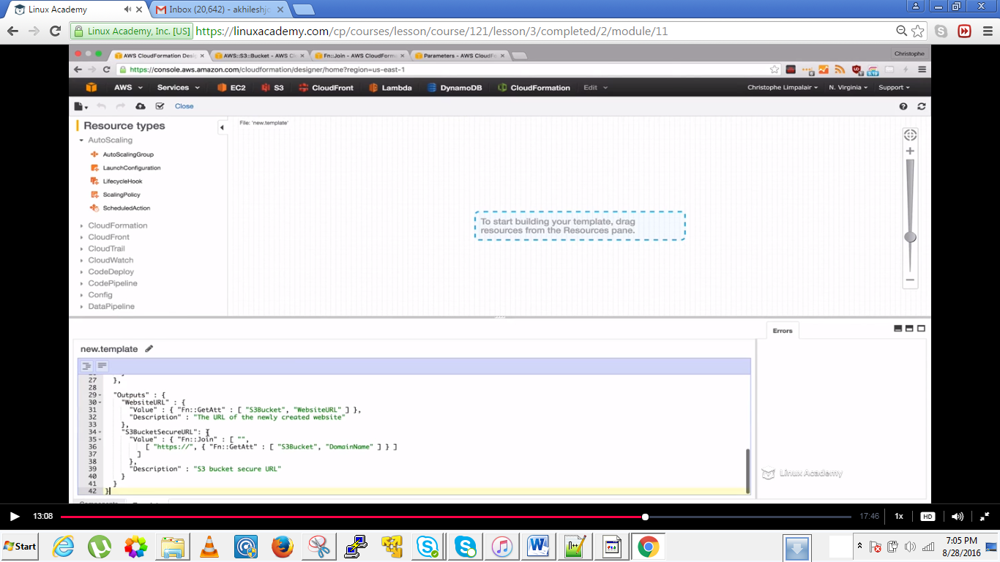 Linux Academy
Inbox (20,642) - akhileshjo
Linux Academy, Inc. [US] https://linuxacademy.com/cp/courses/lesson/course/121/lesson/3/completed/2/module/11
AWS CloudFormation Desi AWS::S3::Bucket - AWS Cl Fn::Join - AWS CloudForma Parameters - AWS CloudFo Christophe
https://console.aws.amazon.com/cloudformation/designer/home?region=us-east-1
AWS Services EC2 S3 CloudFront Lambda DynamoDB CloudFormation Edit Christophe Limpalair N. Virginia Support
Close
Resource types
File: 'new.template'
AutoScaling
AutoScalingGroup
LaunchConfiguration
LifecycleHook
ScalingPolicy
ScheduledAction
CloudFormation
CloudFront
CloudTrail
CloudWatch
CodeDeploy
CodePipeline
Config
DataPipeline
To start building your template, drag
resources from the Resources pane.
Errors
new.template
27 },
28
29 "Outputs" : {
30 "WebsiteURL" : {
31 "Value" : { "Fn::GetAtt" : [ "S3Bucket", "WebsiteURL" ] },
32 "Description" : "The URL of the newly created website"
33 },
34 "S3BucketSecureURL": {
35 "Value" : { "Fn::Join" : [ "",
36 [ "https://", { "Fn::GetAtt" : [ "S3Bucket", "DomainName" ] } ]
37 ]
38 },
39 "Description" : "S3 bucket secure URL"
40 }
41 }
42 }
Linux Academy
13:08 17:46 1x HD
Start
7:05 PM
8/28/2016